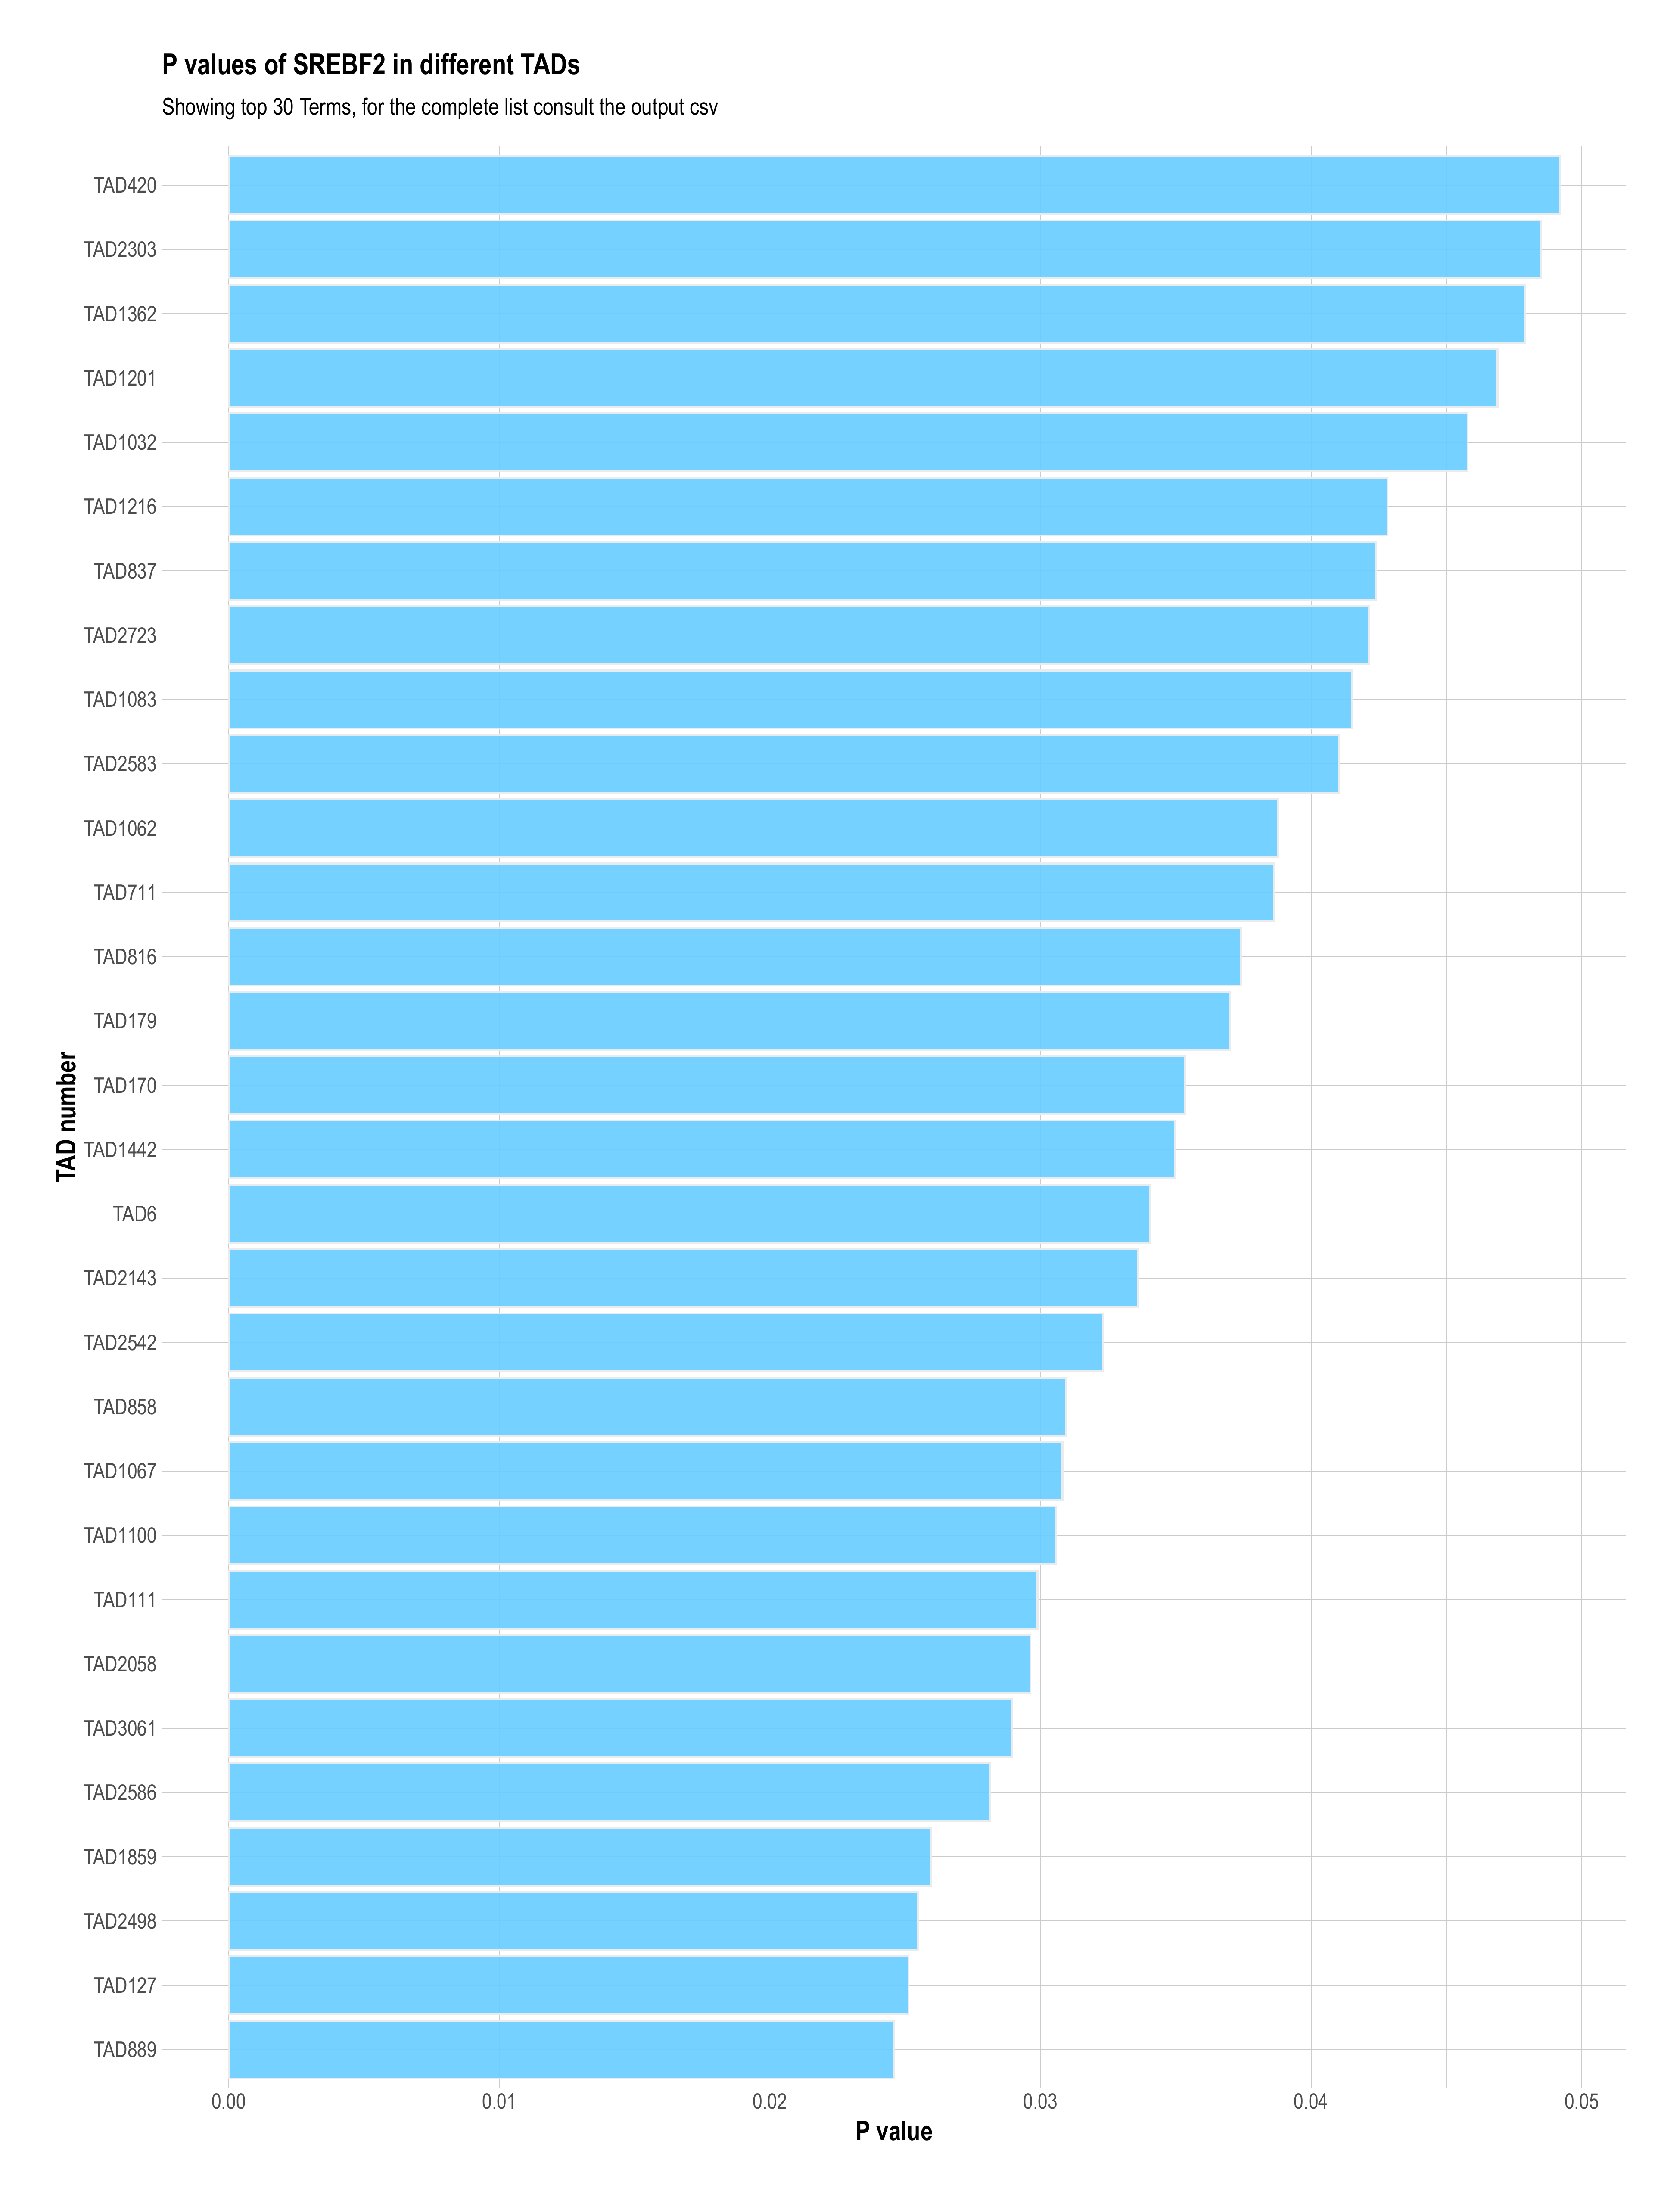 P values of SREBF2 in different TADs
Showing top 30 Terms, for the complete list consult the output csv
TAD420
TAD2303
TAD1362
TAD1201
TAD1032
TAD1216
TAD837
TAD2723
TAD1083
TAD2583
TAD1062
TAD711
TAD816
TAD179
TAD170
TAD1442
TAD6
TAD2143
TAD2542
TAD858
TAD1067
TAD1100
TAD111
TAD2058
TAD3061
TAD2586
TAD1859
TAD2498
TAD127
TAD889
TAD number
0.00 0.01 0.02 0.03 0.04 0.05
P value